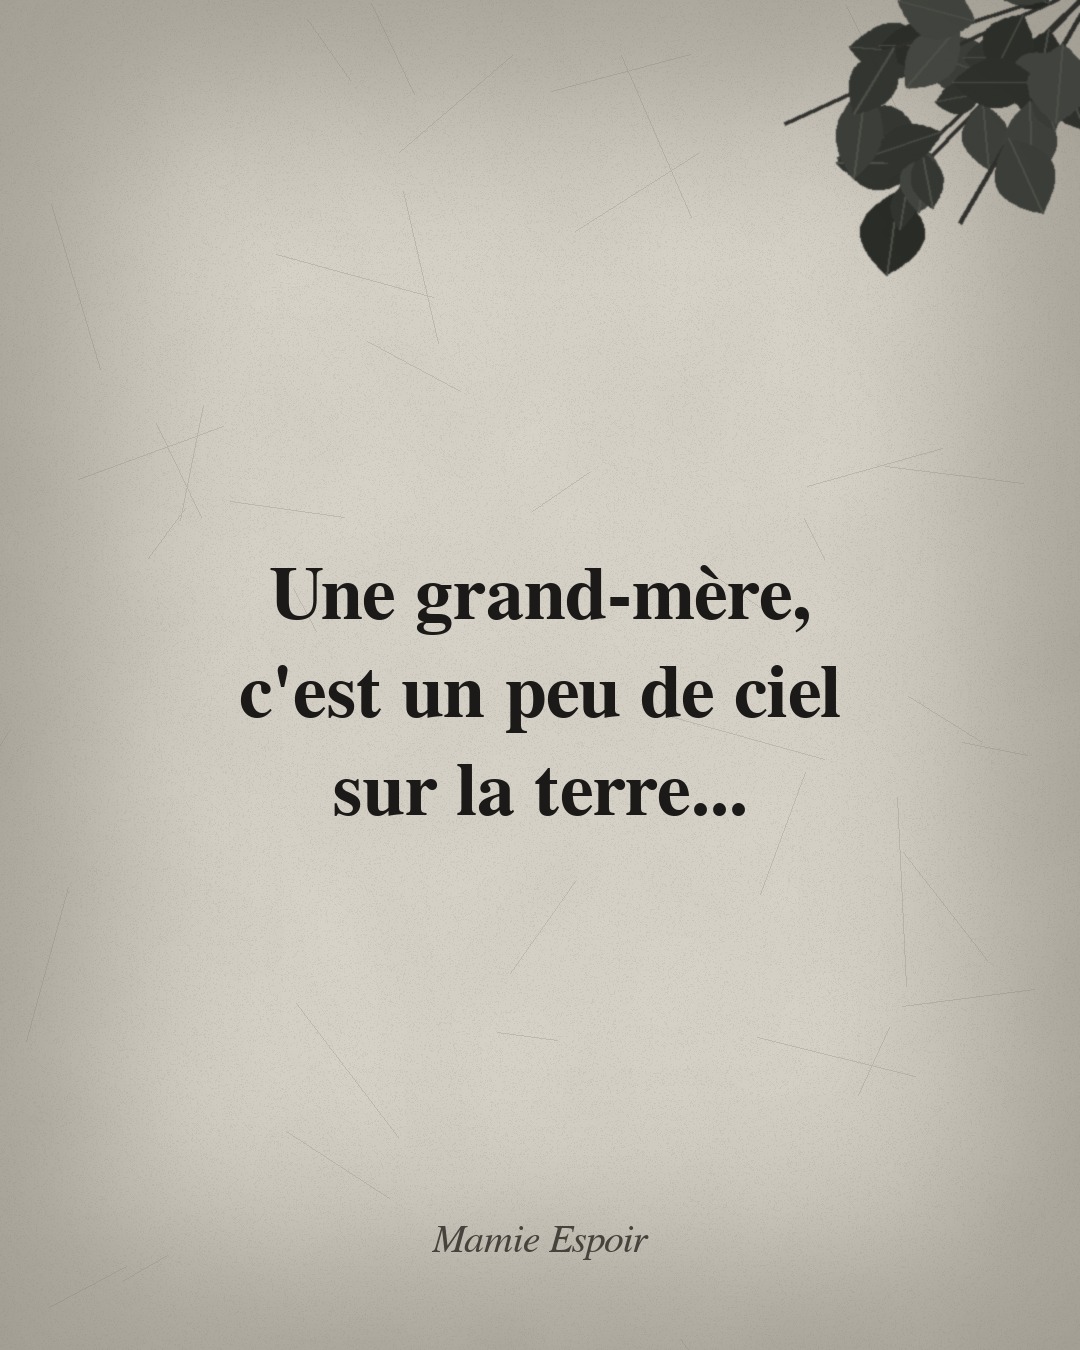 Une grand-mère,
c'est un peu de ciel
sur la terre...
Mamie Espoir